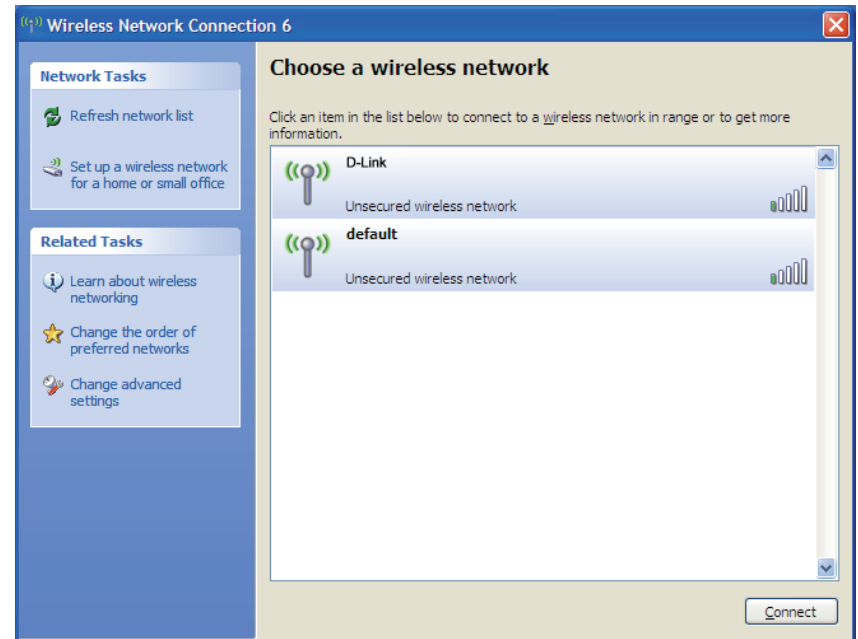 Wireless Network Connection 6
Network Tasks
Refresh network list
Set up a wireless network
for a home or small office
Related Tasks
Learn about wireless
networking
Change the order of
preferred networks
Change advanced
settings
Choose a wireless network
Click an item in the list below to connect to a wireless network in range or to get more
information.
D-Link
Unsecured wireless network
default
Unsecured wireless network
Connect